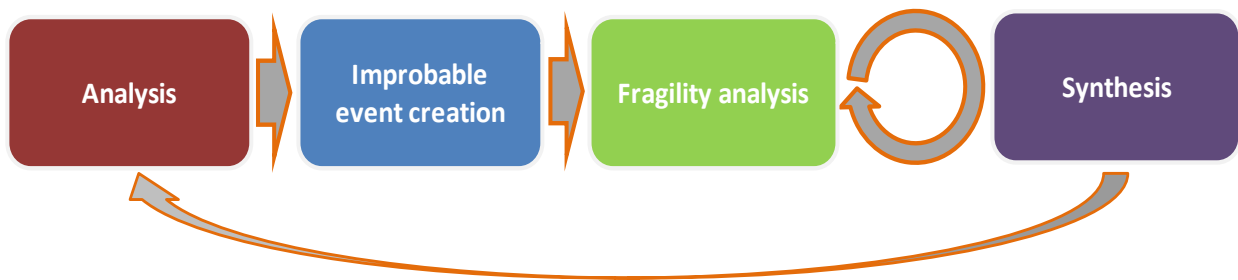 Analysis
Improbable
event creation
Fragility analysis
Synthesis